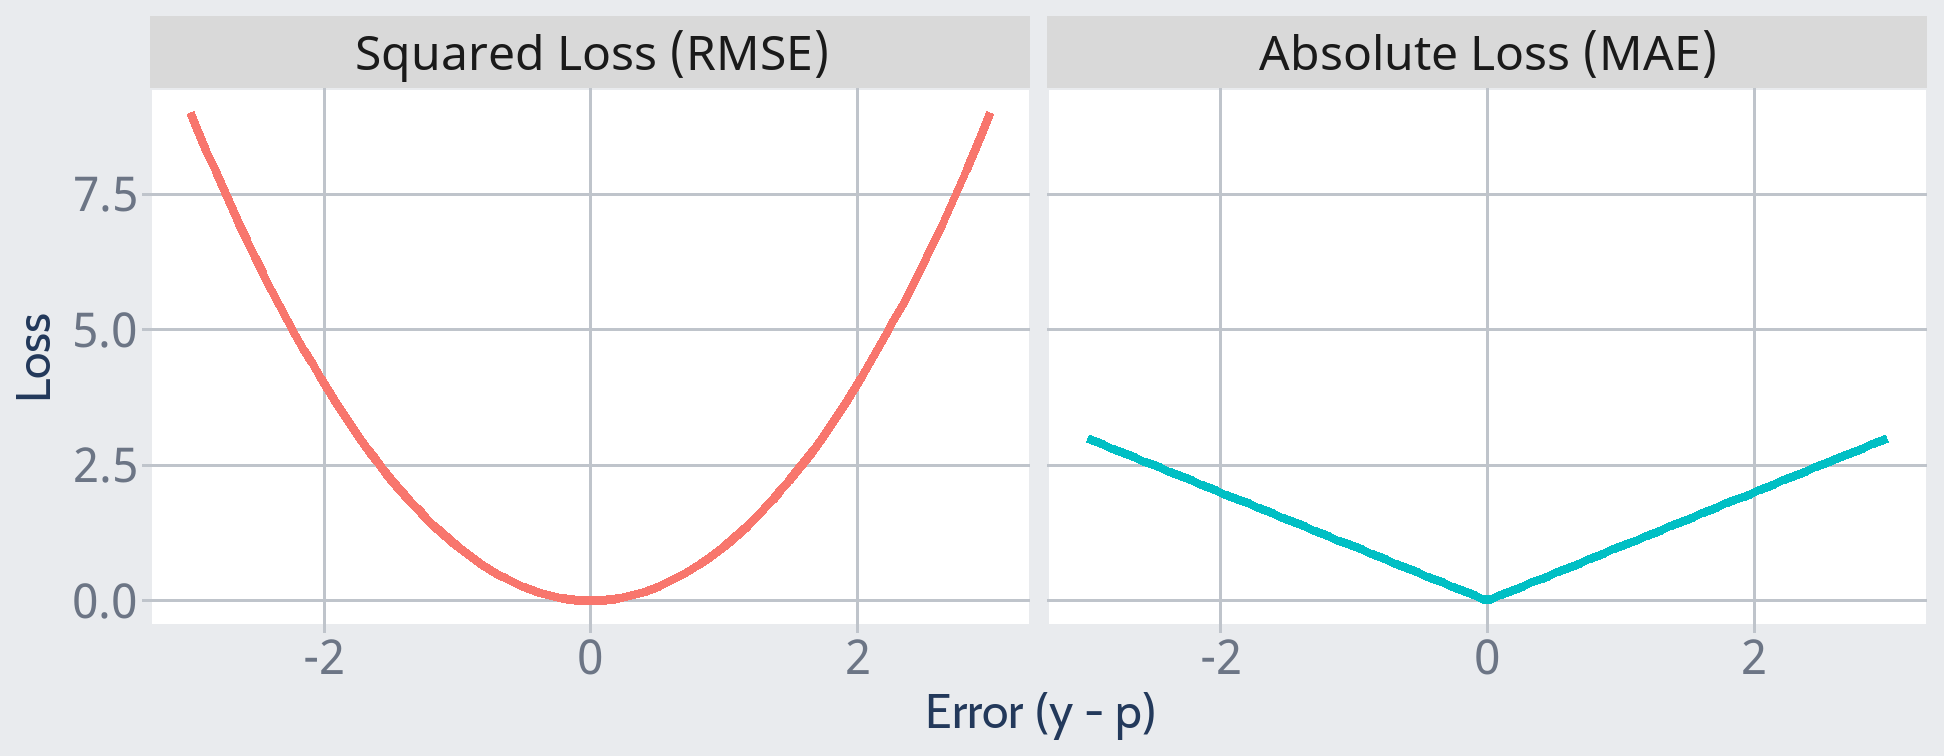 Squared Loss (RMSE)
Absolute Loss (MAE)
Loss
7.5
5.0
2.5
0.0
-2 0 2
-2 0 2
Error (y - p)